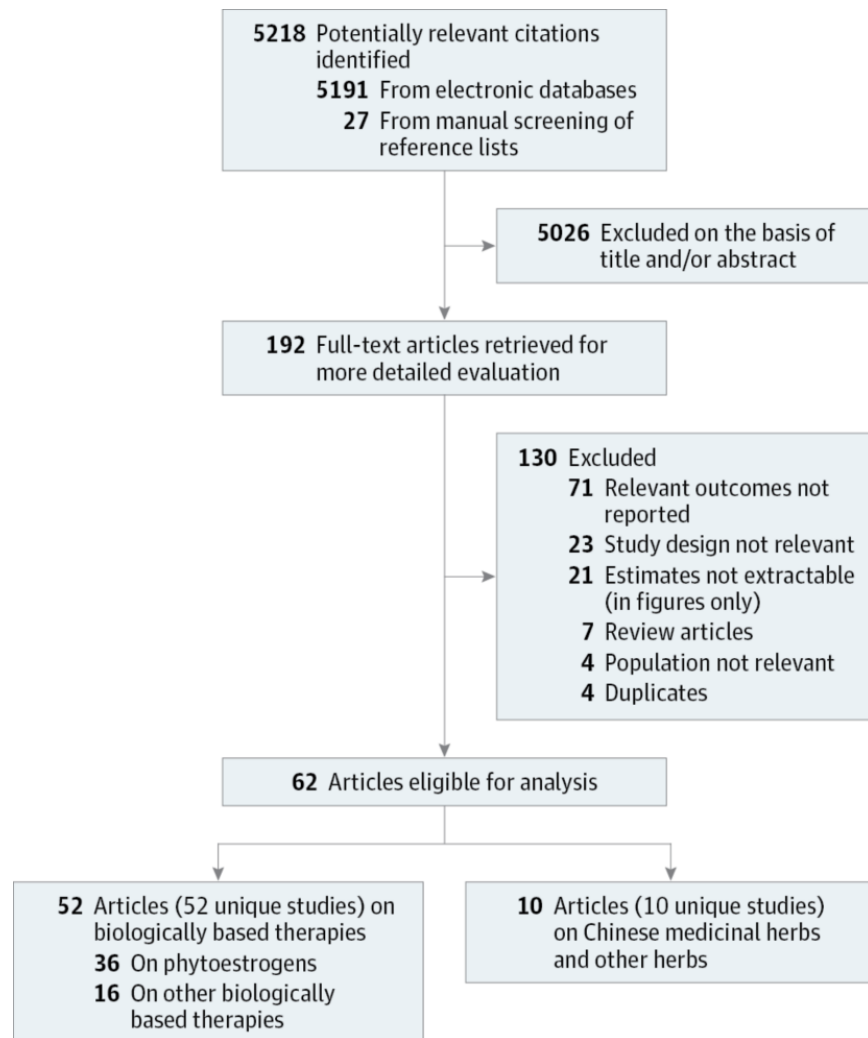 5218 Potentially relevant citations
identified
5191 From electronic databases
27 From manual screening of
reference lists
5026 Excluded on the basis of
title and/or abstract
192 Full-text articles retrieved for
more detailed evaluation
130 Excluded
71 Relevant outcomes not
reported
23 Study design not relevant
21 Estimates not extractable
(in figures only)
7 Review articles
4 Population not relevant
4 Duplicates
62 Articles eligible for analysis
52 Articles (52 unique studies) on
biologically based therapies
36 On phytoestrogens
16 On other biologically
based therapies
10 Articles (10 unique studies)
on Chinese medicinal herbs
and other herbs